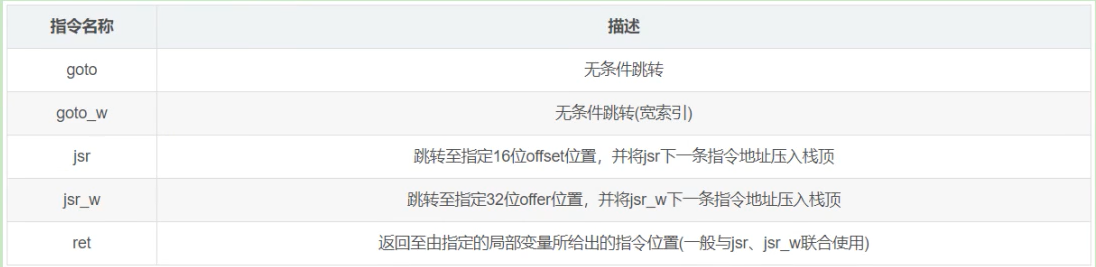 指令名称 描述
goto 无条件跳转
goto_w 无条件跳转(宽索引)
jsr 跳转至指定16位offset位置，并将jsr下一条指令地址压入栈顶
jsr_w 跳转至指定32位offer位置，并将jsr_w下一条指令地址压入栈顶
ret 返回至由指定的局部变量所给出的指令位置(一般与jsr、jsr_w联合使用)